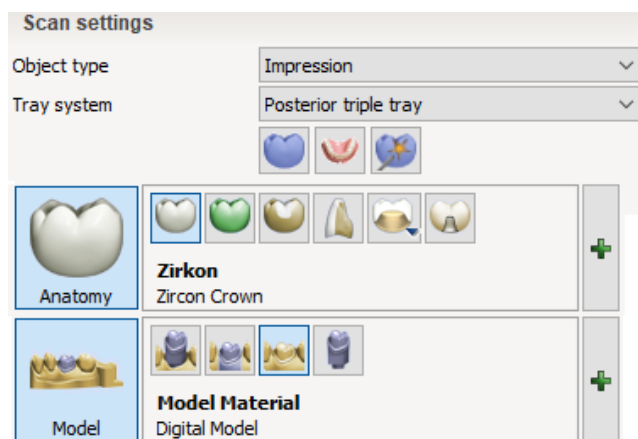 Scan settings
Object type Impression
Tray system Posterior triple tray
Zirkon
Anatomy Zircon Crown
Model Material
Model Digital Model